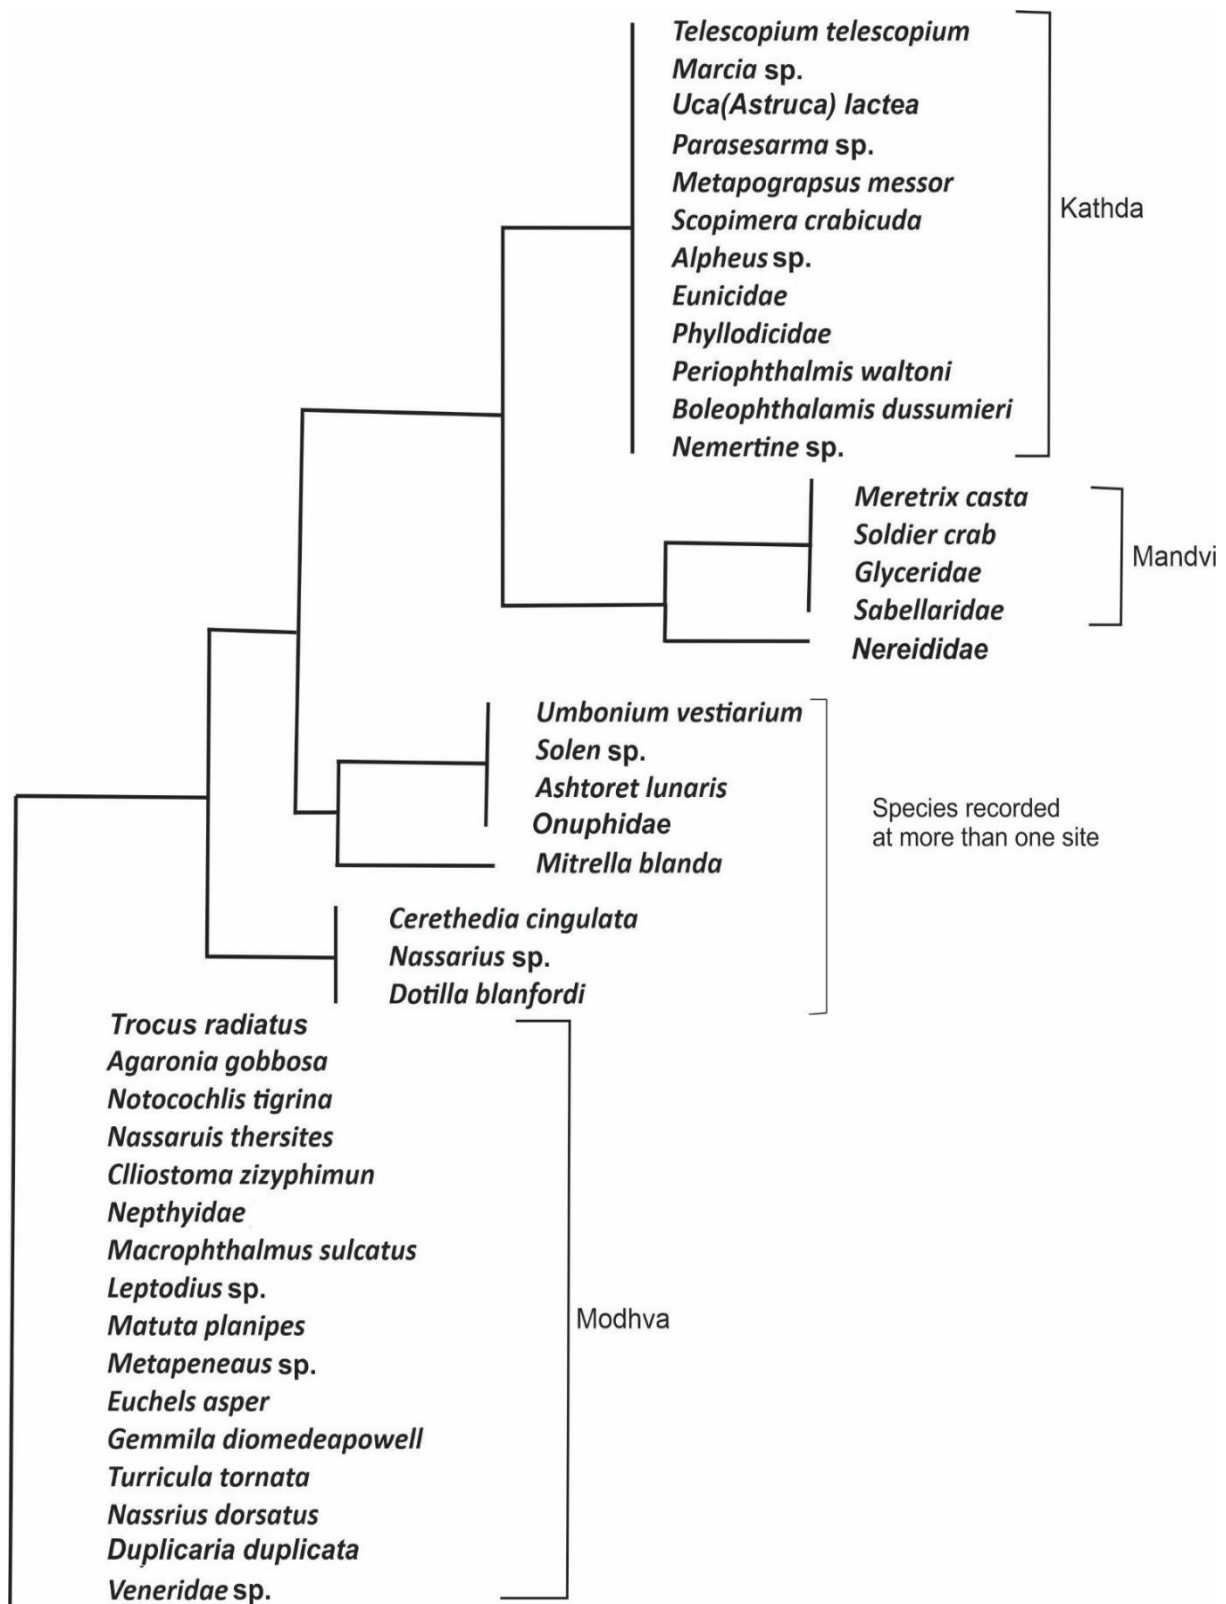 Telescopium telescopium
Marcia sp.
Uca(Astruca) lactea
Parasesarma sp.
Metapograpsus messor
Scopimera crabicuda
Alpheus sp.
Eunicidae
Phyllodicidae
Periophthalmis waltoni
Boleophthalamis dussumieri
Nemertine sp.
Kathda
Meretrix casta
Soldier crab
Glyceridae
Sabellaridae
Mandvi
Nereididae
Umbonium vestiarium
Solen sp.
Ashtoret lunaris
Onuphidae
Mitrella blanda
Cerethedia cingulata
Nassarius sp.
Dotilla blanfordi
Species recorded
at more than one site
Trocus radiatus
Agaronia gobbosa
Notocochlis tigrina
Nassaruis thersites
Clliostoma zizyphimun
Nepthyidae
Macrophthalmus sulcatus
Leptodius sp.
Matuta planipes
Metapeneaus sp.
Euchels asper
Gemmila diomedeapowell
Turricula tornata
Nassrius dorsatus
Duplicaria duplicata
Veneridae sp.
Modhva